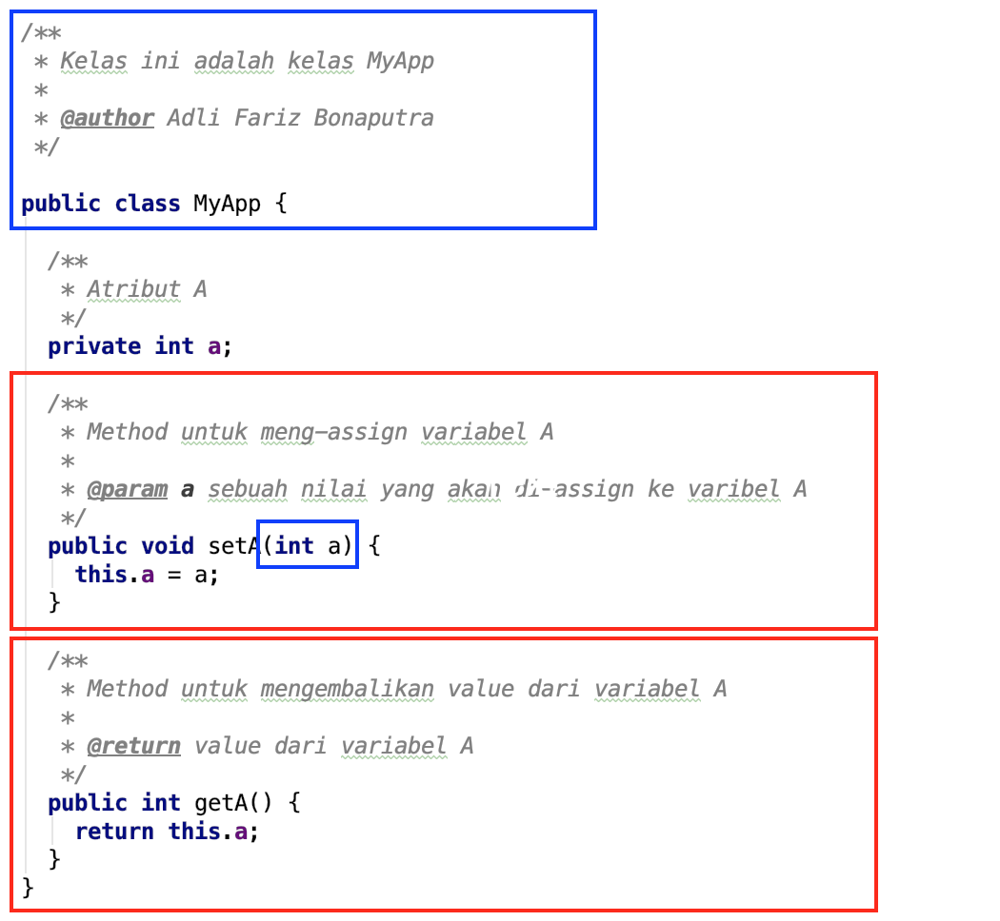 /**
 * Kelas ini adalah kelas MyApp
 *
 * @author Adli Fariz Bonaputra
 */
public class MyApp {
/**
 * Atribut A
 */
private int a;
/**
 * Method untuk meng-assign variabel A
 *
 * @param a sebuah nilai yang akan di-assign ke varibel A
 */
public void setA(int a) {
this.a = a;
}
/**
 * Method untuk mengembalikan value dari variabel A
 *
 * @return value dari variabel A
 */
public int getA() {
return this.a;
}
}